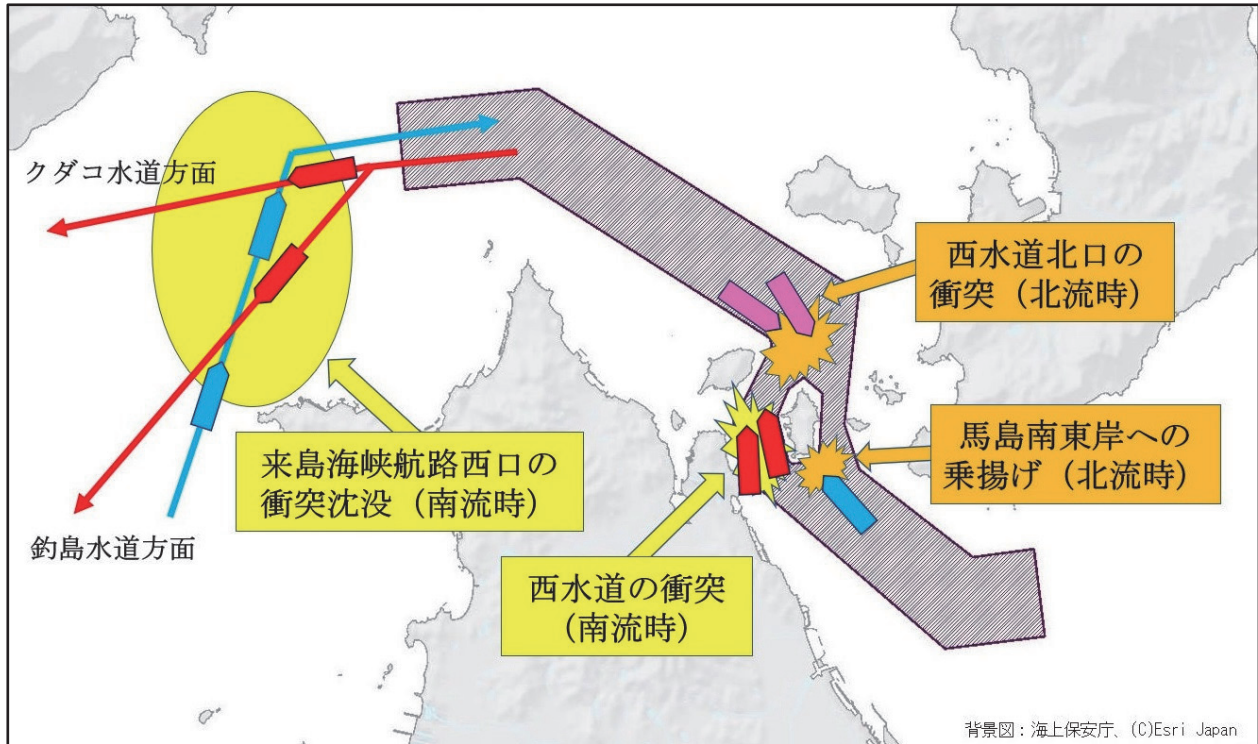 クダコ水道方面
西水道北口の
衝突（北流時）
来島海峡航路西口の
衝突沈没（南流時）
馬島南東岸への
乗揚げ（北流時）
釣島水道方面
西水道の衝突
（南流時）
背景図：海上保安庁、(C)Esri Japan